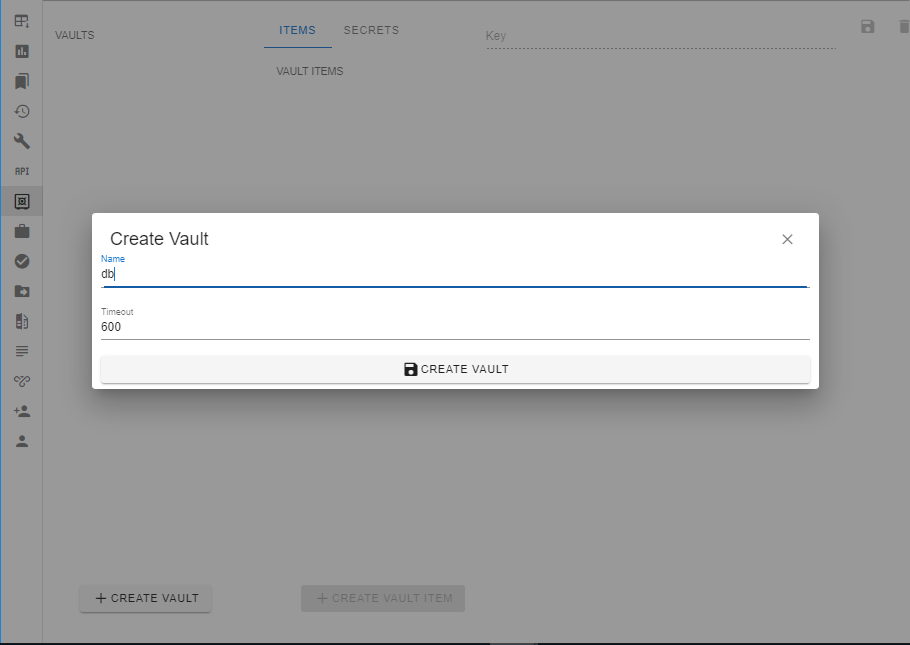 VAULTS
ITEMS SECRETS
Key
VAULT ITEMS
API
Create Vault
Name
db
Timeout
600
CREATE VAULT
CREATE VAULT
CREATE VAULT ITEM